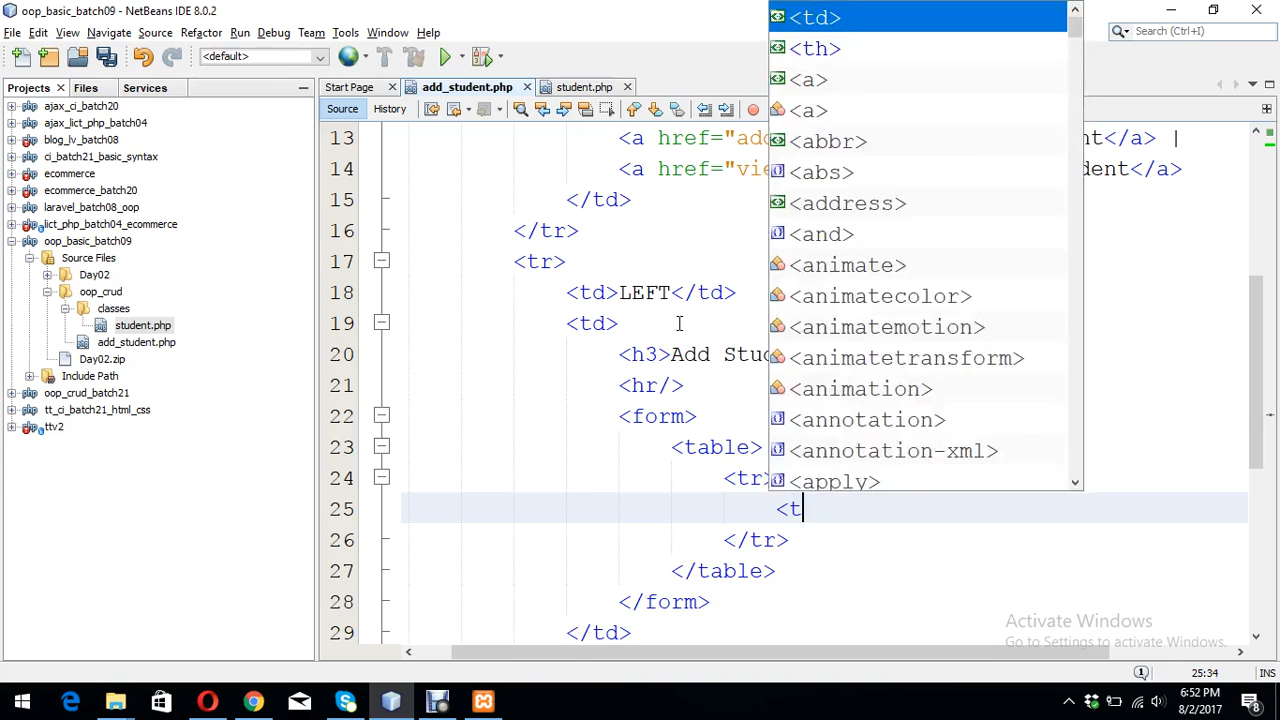 oop_basic_batch09 - NetBeans IDE 8.0.2
File Edit View Navigate Source Refactor Run Debug Team Tools Window Help
Search (Ctrl+I)
<default>
Projects Files Services
Start Page add_student.php student.php
Source History
ajax_ci_batch20
ajax_lict_php_batch04
blog_lv_batch08
ci_batch21_basic_syntax
ecommerce
ecommerce_batch20
laravel_batch08_oop
lict_php_batch04_ecommerce
oop_basic_batch09
Source Files
Day02
oop_crud
classes
student.php
add_student.php
Day02.zip
Include Path
oop_crud_batch21
tt_ci_batch21_html_css
ttv2
13 <a href="add nt</a> |
14 <a href="vie dent</a>
15 </td>
16 </tr>
17 <tr>
18 <td>LEFT</td>
19 <td>
20 <h3>Add Stud
21 <hr/>
22 <form>
23 <table>
24 <tr>
25 <t
26 </tr>
27 </table>
28 </form>
29 </td>
<td>
<th>
<a>
<a>
<abbr>
<abs>
<address>
<and>
<animate>
<animatecolor>
<animatemotion>
<animatetransform>
<animation>
<annotation>
<annotation-xml>
<apply>
Activate Windows
Go to Settings to activate Windows.
1 25:34 INS
6:52 PM
8/2/2017
8